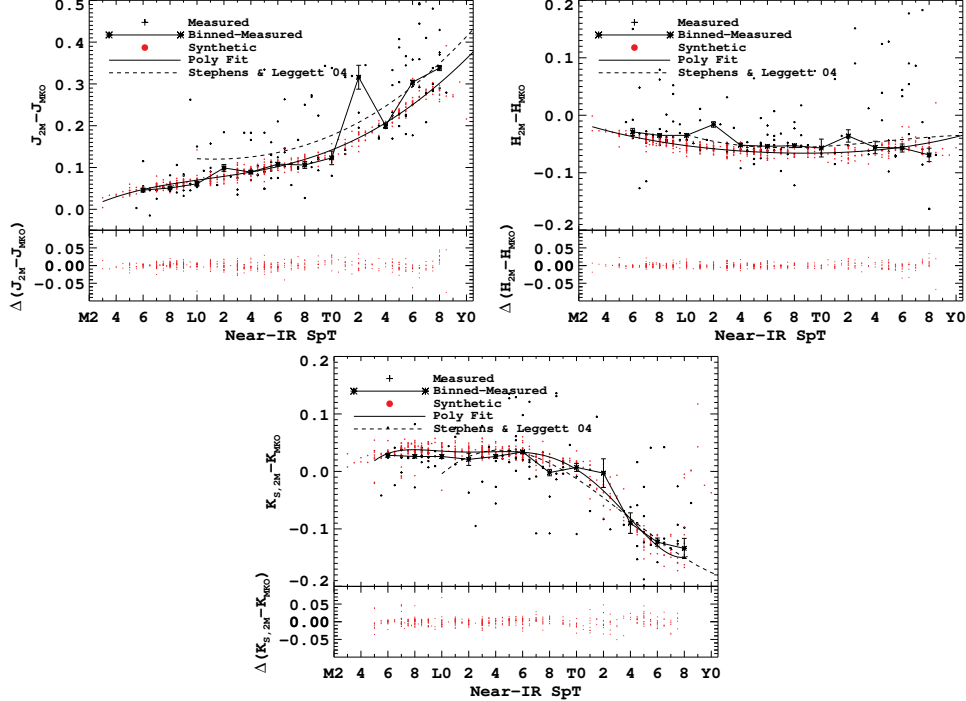 0.5
0.4
0.3
0.2
0.1
0.0
J2M−JMKO
Measured
Binned−Measured
Synthetic
Poly Fit
Stephens & Leggett 04
0.05
0.00
−0.05
Δ(J2M−JMKO)
M2 4 6 8 L0 2 4 6 8 T0 2 4 6 8 Y0
Near−IR SpT
0.2
0.1
0.0
−0.1
−0.2
H2M−HMKO
Measured
Binned−Measured
Synthetic
Poly Fit
Stephens & Leggett 04
0.05
0.00
−0.05
Δ(H2M−HMKO)
M2 4 6 8 L0 2 4 6 8 T0 2 4 6 8 Y0
Near−IR SpT
0.2
0.1
0.0
−0.1
−0.2
KS,2M−KMKO
Measured
Binned−Measured
Synthetic
Poly Fit
Stephens & Leggett 04
0.05
0.00
−0.05
Δ(KS,2M−KMKO)
M2 4 6 8 L0 2 4 6 8 T0 2 4 6 8 Y0
Near−IR SpT